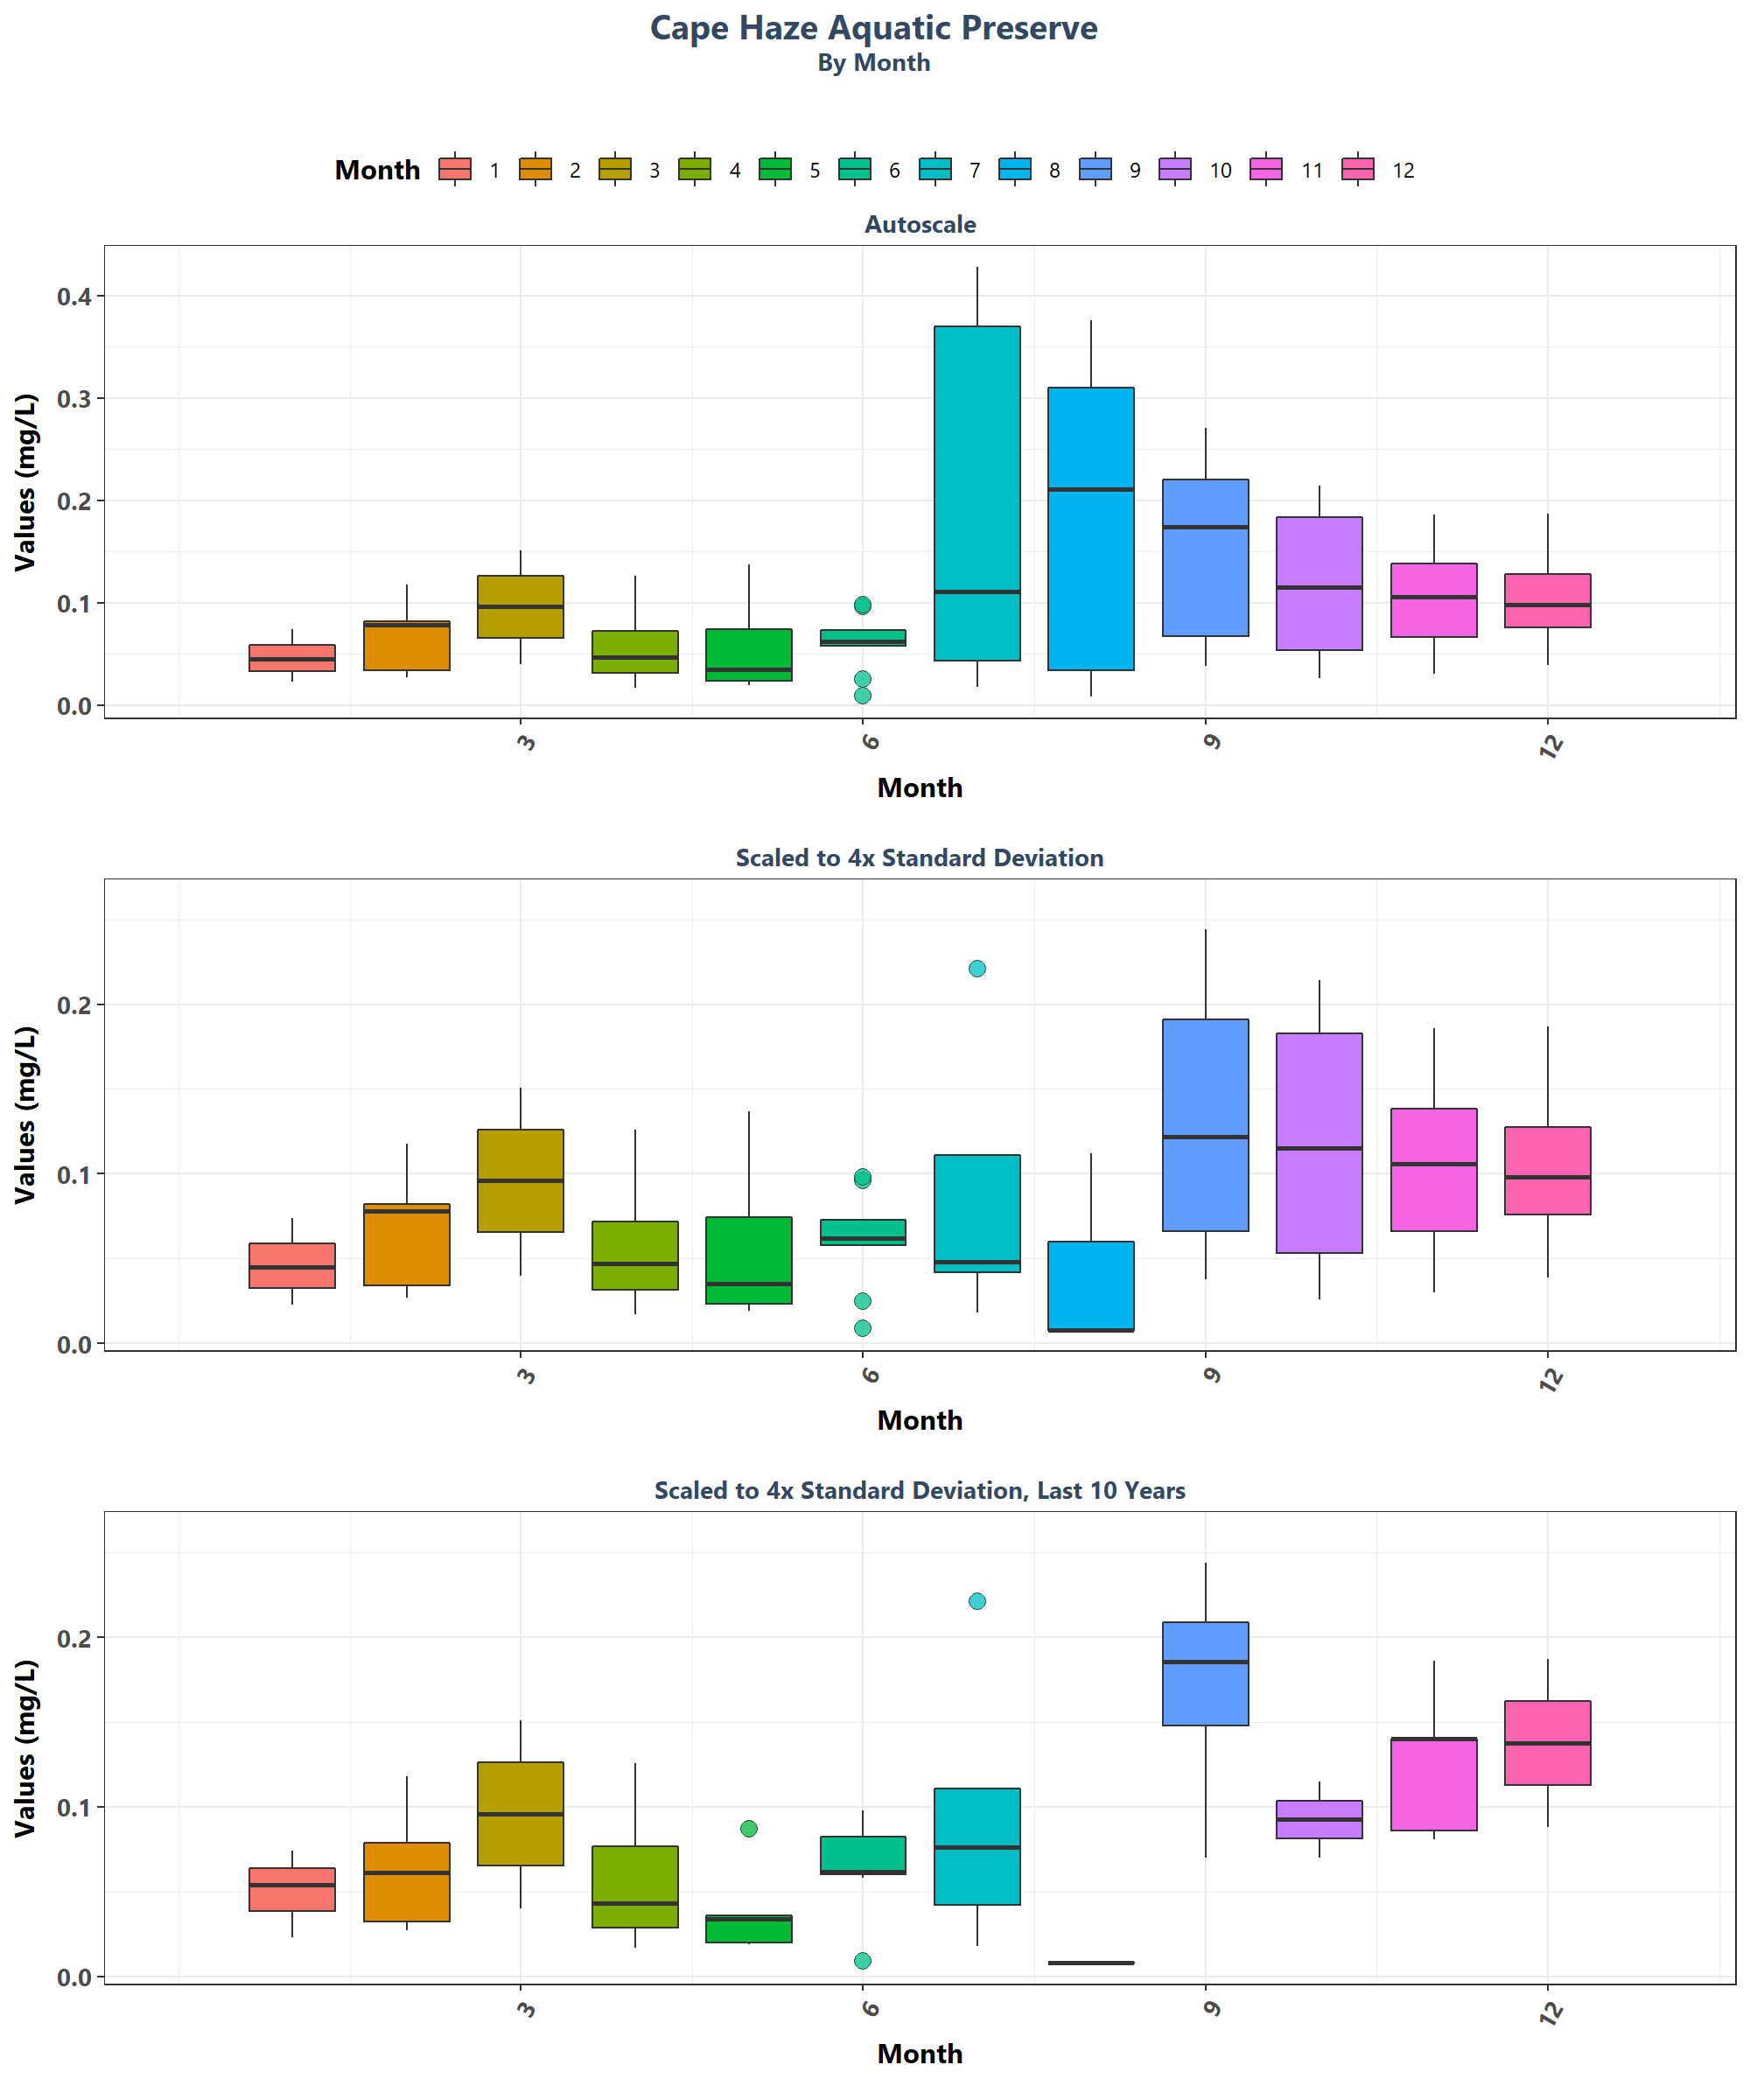 Cape Haze Aquatic Preserve
By Month
Month 1 2 3 4 5 6 7 8 9 10 11 12
Autoscale
Values (mg/L)
0.4
0.3
0.2
0.1
0.0
3 6 9 12
Month
Scaled to 4x Standard Deviation
Values (mg/L)
0.2
0.1
0.0
3 6 9 12
Month
Scaled to 4x Standard Deviation, Last 10 Years
Values (mg/L)
0.2
0.1
0.0
3 6 9 12
Month